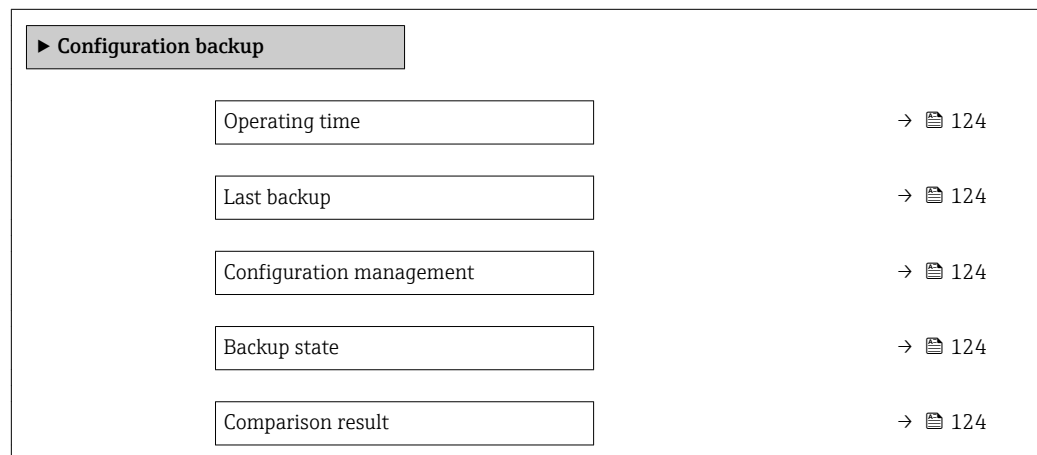 ▶ Configuration backup
Operating time → 🖹 124
Last backup → 🖹 124
Configuration management → 🖹 124
Backup state → 🖹 124
Comparison result → 🖹 124